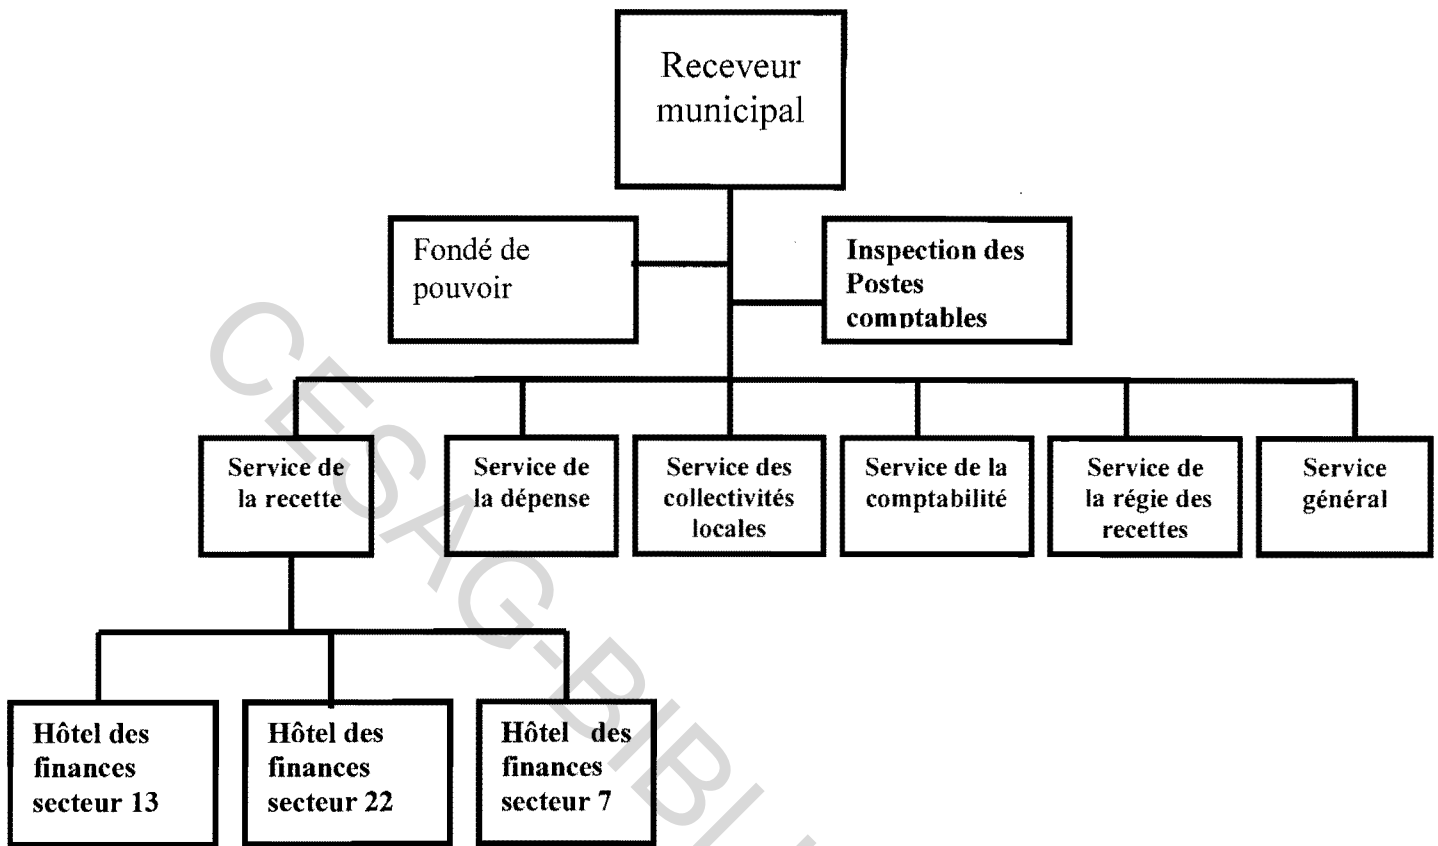 Receveur
municipal
Fondé de
pouvoir
Inspection des
Postes
comptables
Service de
la recette
Service de
la dépense
Service des
collectivités
locales
Service de la
comptabilité
Service de
la régie des
recettes
Service
général
Hôtel des
finances
secteur 13
Hôtel des
finances
secteur 22
Hôtel des
finances
secteur 7
CESAG-BIBLI